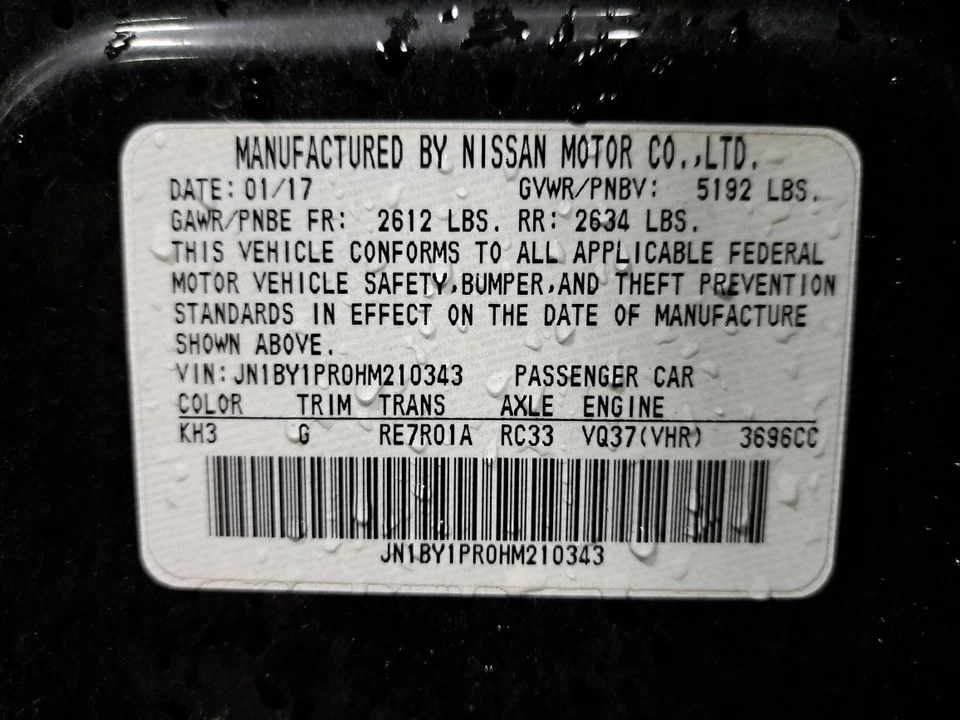 MANUFACTURED BY NISSAN MOTOR CO.,LTD.
DATE: 01/17 GVWR/PNBV: 5192 LBS.
GAWR/PNBE FR: 2612 LBS. RR: 2634 LBS.
THIS VEHICLE CONFORMS TO ALL APPLICABLE FEDERAL
MOTOR VEHICLE SAFETY,BUMPER,AND THEFT PREVENTION
STANDARDS IN EFFECT ON THE DATE OF MANUFACTURE
SHOWN ABOVE.
VIN:JN1BY1PR0HM210343 PASSENGER CAR
COLOR TRIM TRANS AXLE ENGINE
KH3 G RE7R01A RC33 VQ37(VHR) 3696CC
JN1BY1PR0HM210343